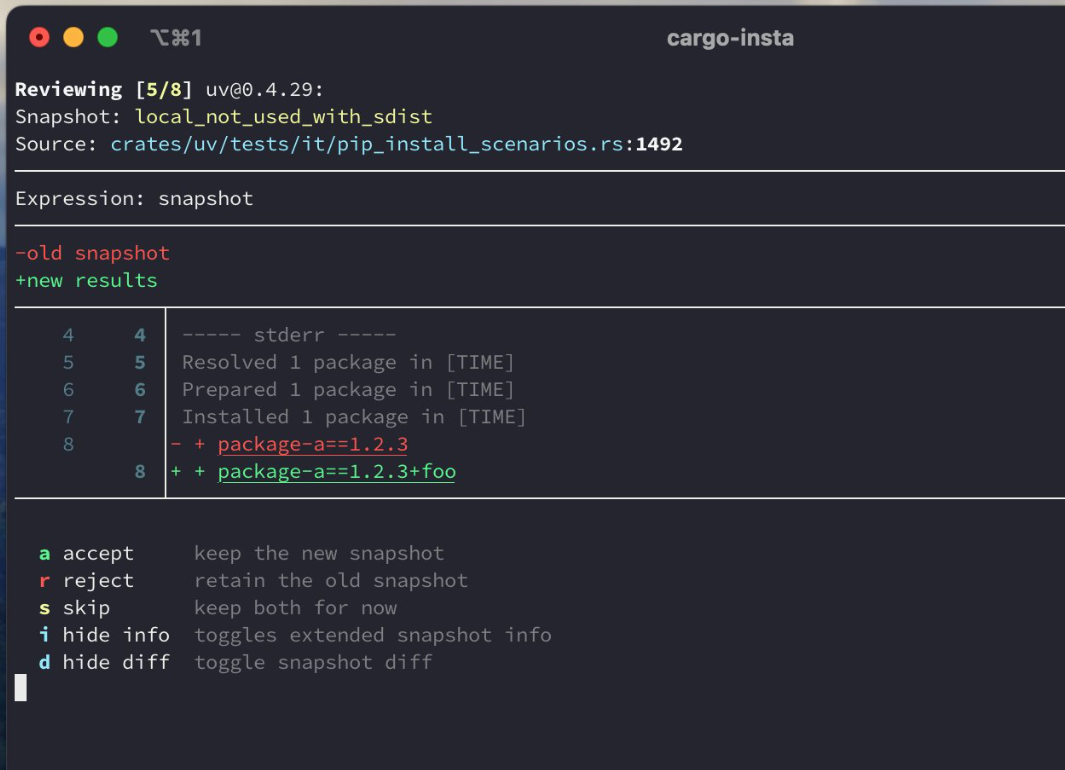 ⌥⌘1 cargo-insta
Reviewing [5/8] uv@0.4.29:
Snapshot: local_not_used_with_sdist
Source: crates/uv/tests/it/pip_install_scenarios.rs:1492
Expression: snapshot
-old snapshot
+new results
4 4 ----- stderr -----
5 5 Resolved 1 package in [TIME]
6 6 Prepared 1 package in [TIME]
7 7 Installed 1 package in [TIME]
8 - + package-a==1.2.3
8 + + package-a==1.2.3+foo
a accept keep the new snapshot
r reject retain the old snapshot
s skip keep both for now
i hide info toggles extended snapshot info
d hide diff toggle snapshot diff